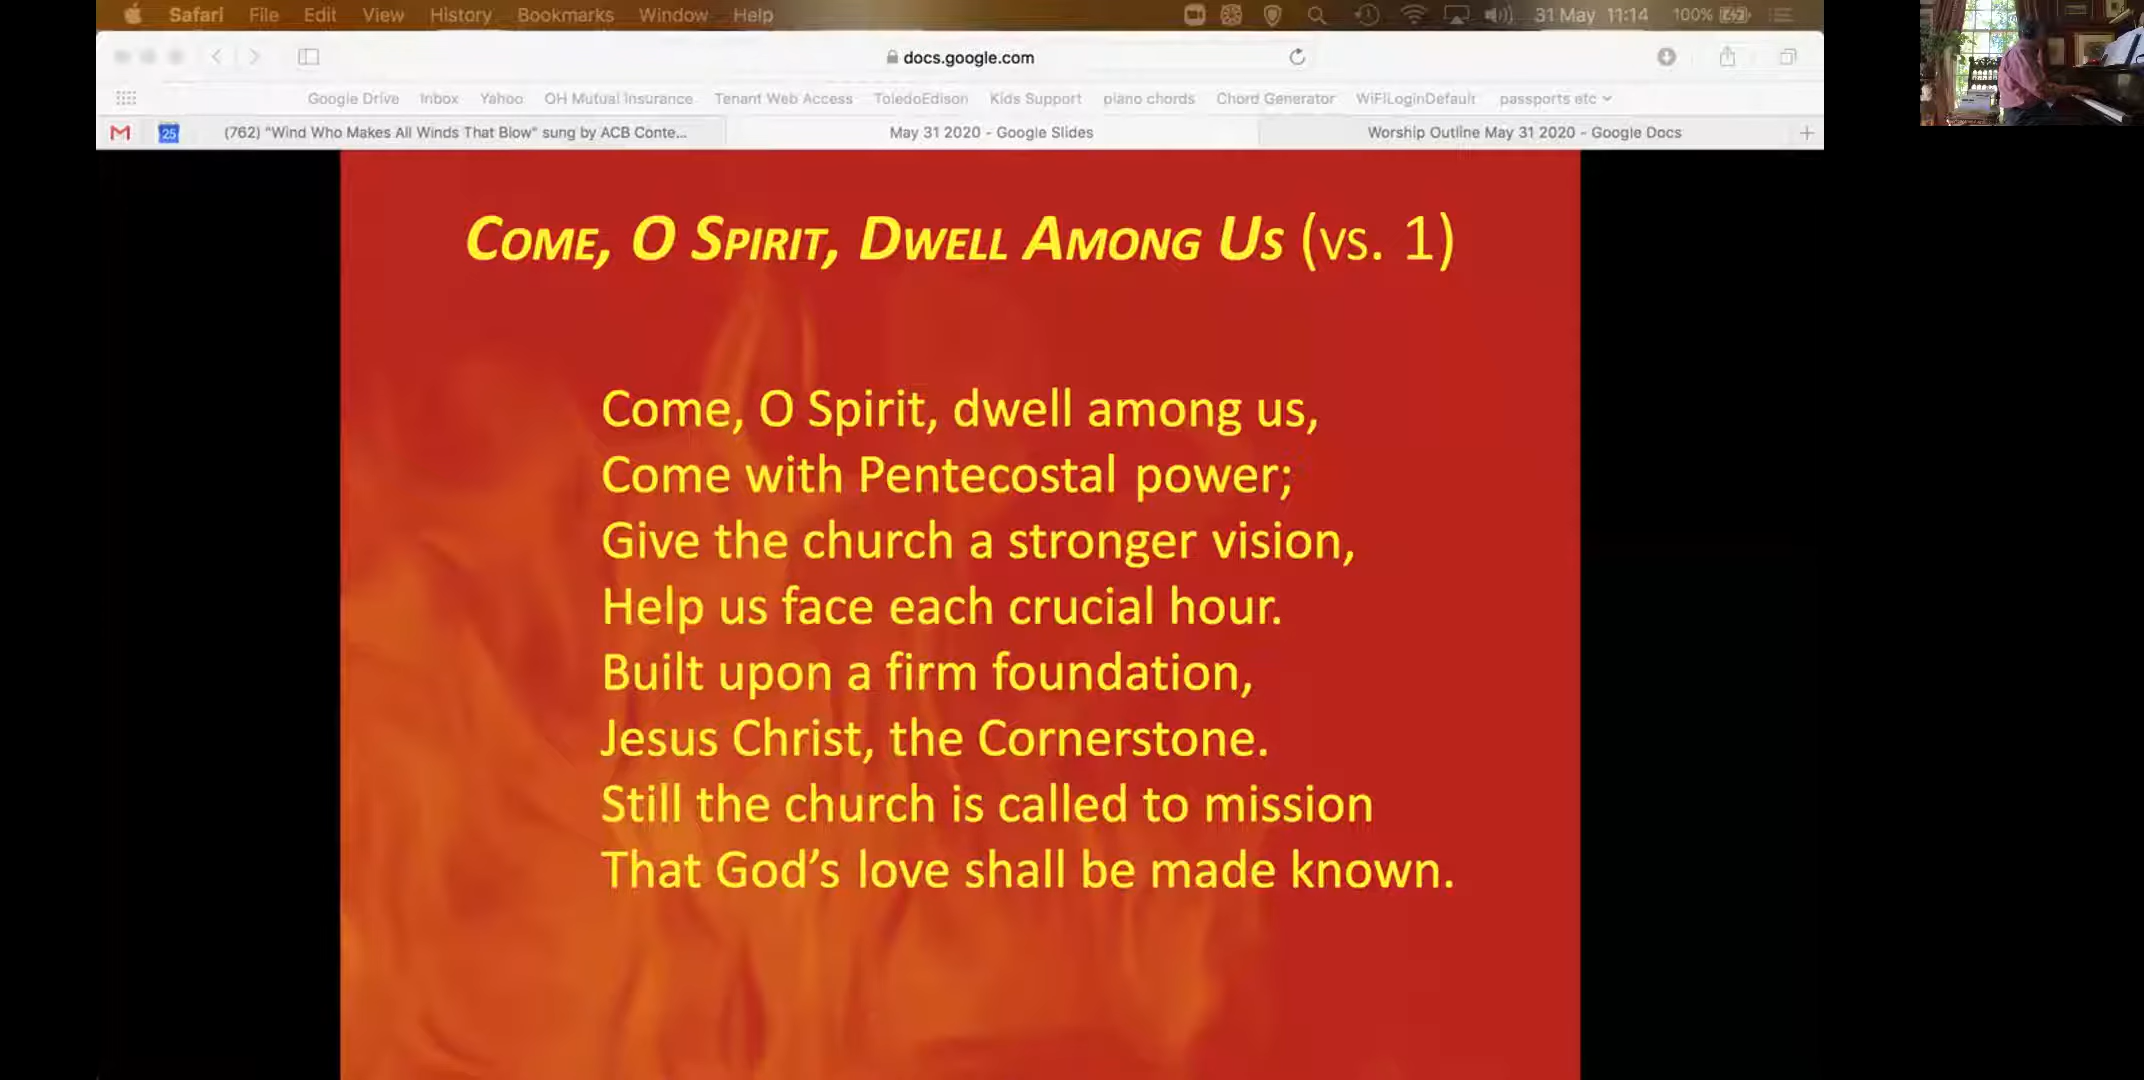 Safari File Edit View History Bookmarks Window Help 31 May 11:14 100%
docs.google.com
Google Drive Inbox Yahoo OH Mutual Insurance Tenant Web Access ToledoEdison Kids Support piano chords Chord Generator WiFiLoginDefault passports etc
25 (762) "Wind Who Makes All Winds That Blow" sung by ACB Conte... May 31 2020 - Google Slides Worship Outline May 31 2020 - Google Docs
COME, O SPIRIT, DWELL AMONG US (vs. 1)
Come, O Spirit, dwell among us,
Come with Pentecostal power;
Give the church a stronger vision,
Help us face each crucial hour.
Built upon a firm foundation,
Jesus Christ, the Cornerstone.
Still the church is called to mission
That God's love shall be made known.